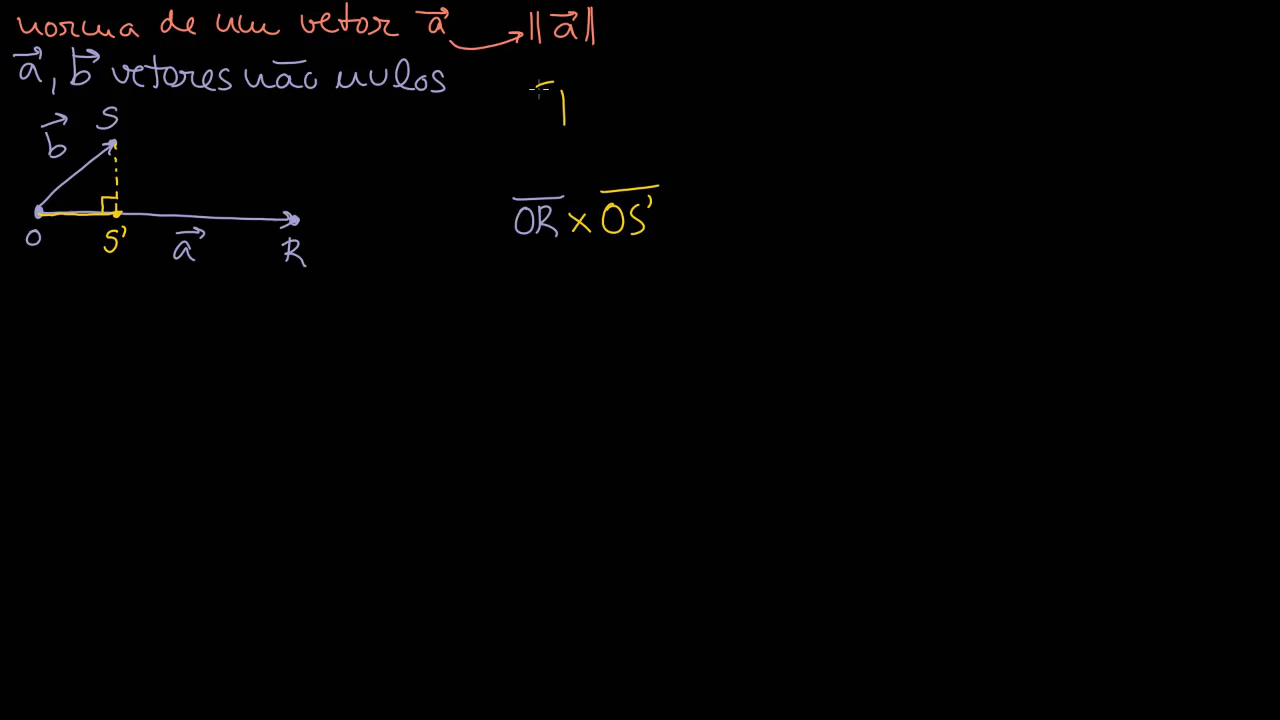 norma de um vetor a⃗ → ‖a⃗‖
a⃗, b⃗ vetores não nulos
b⃗
S
O
S'
a⃗
R
OR × OS'